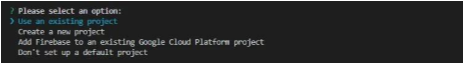 ? Please select an option:
❯ Use an existing project
Create a new project
Add Firebase to an existing Google Cloud Platform project
Don't set up a default project